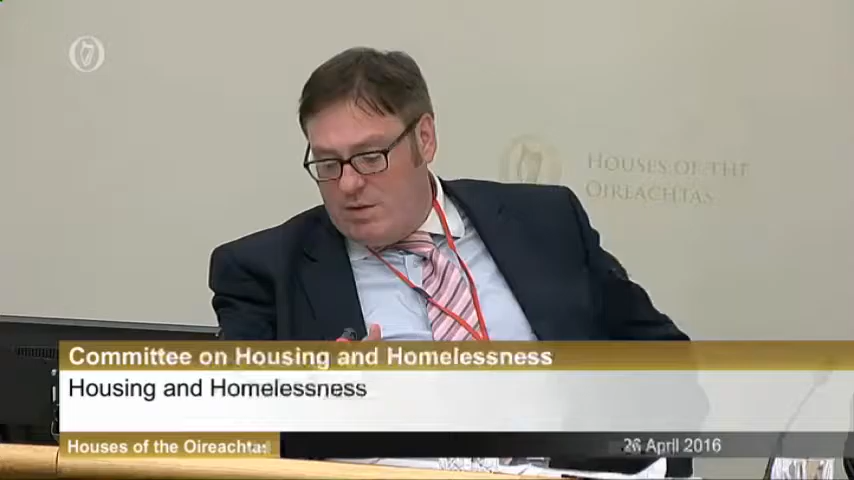 HOUSES OF THE
OIREACHTAS
Committee on Housing and Homelessness
Housing and Homelessness
Houses of the Oireachtas
26 April 2016